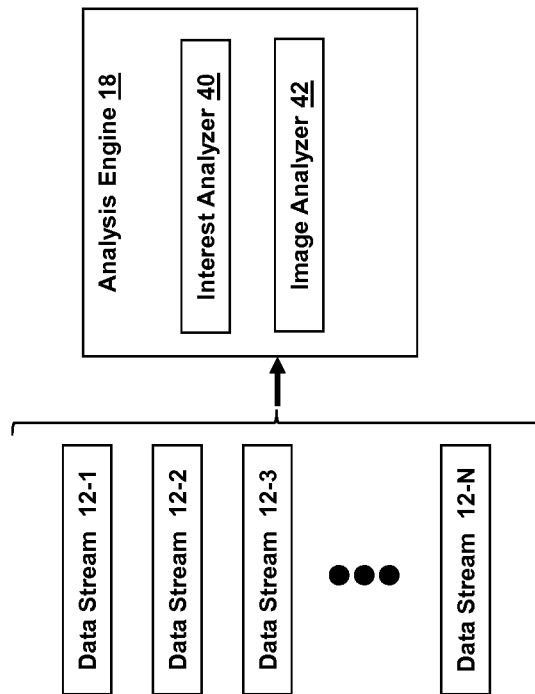 Data Stream 12-1
Data Stream 12-2
Data Stream 12-3
Data Stream 12-N
Analysis Engine 18
Interest Analyzer 40
Image Analyzer 42